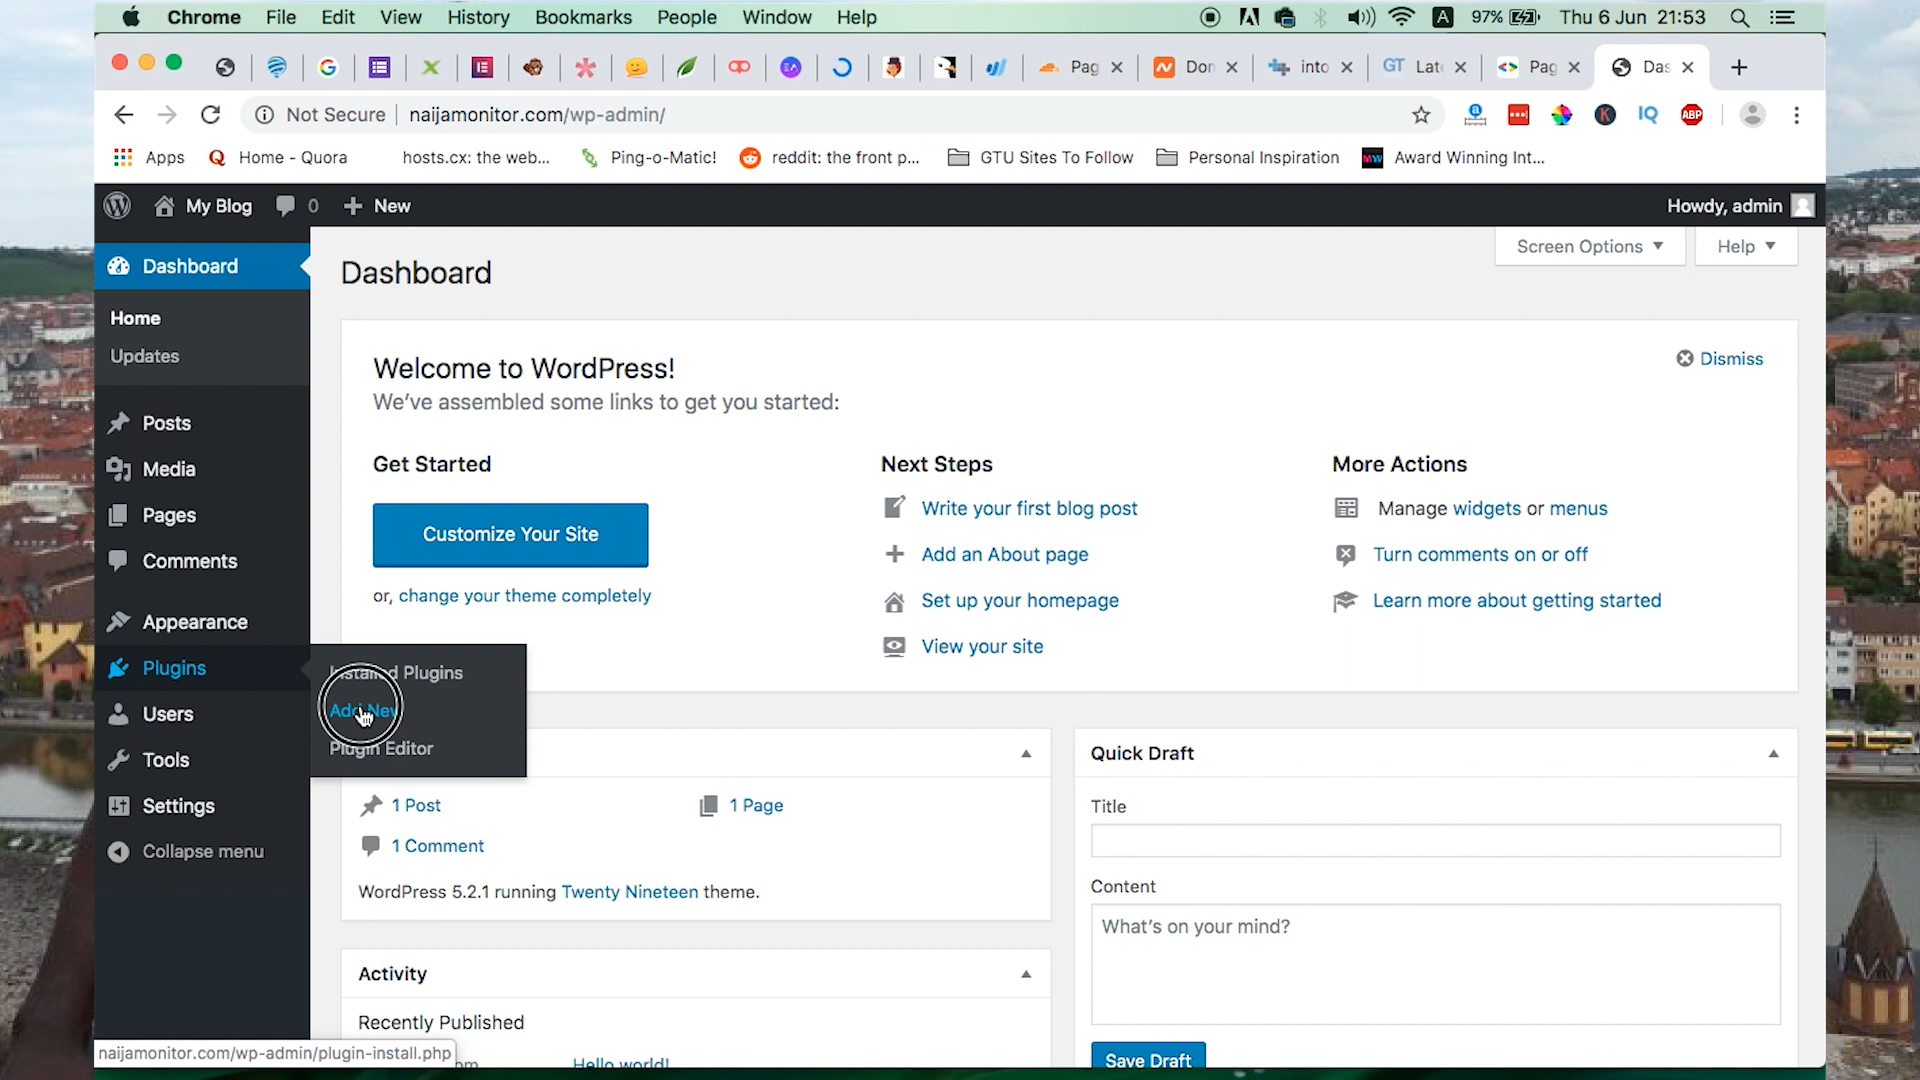 Chrome File Edit View History Bookmarks People Window Help 97% Thu 6 Jun 21:53
Pag Don into GT Late Pag Das
Not Secure naijamonitor.com/wp-admin/
Apps Home - Quora hosts.cx: the web... Ping-o-Matic! reddit: the front p... GTU Sites To Follow Personal Inspiration MW Award Winning Int...
My Blog 0 New Howdy, admin
Screen Options Help
Dashboard
Home
Updates
Posts
Media
Pages
Comments
Appearance
Plugins
Users
Tools
Settings
Collapse menu
Installed Plugins
Add New
Plugin Editor
Dashboard
Welcome to WordPress!
Dismiss
We've assembled some links to get you started:
Get Started
Customize Your Site
or, change your theme completely
Next Steps
Write your first blog post
Add an About page
Set up your homepage
View your site
More Actions
Manage widgets or menus
Turn comments on or off
Learn more about getting started
1 Post 1 Page
1 Comment
WordPress 5.2.1 running Twenty Nineteen theme.
Activity
Recently Published
Hello world!
Quick Draft
Title
Content
What's on your mind?
Save Draft
naijamonitor.com/wp-admin/plugin-install.php